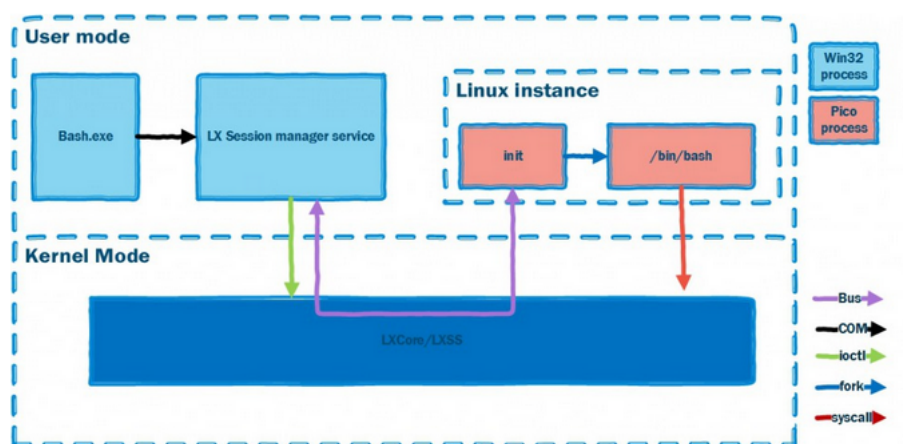 User mode
Win32
process
Linux instance
Pico
process
Bash.exe
LX Session manager service
init
/bin/bash
Kernel Mode
Bus
LXCore/LXSS
COM
ioctl
fork
syscall